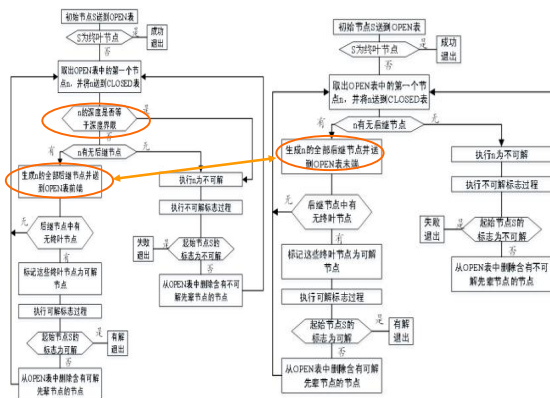 初始节点S送到OPEN表
S为终叶节点
是
成功
退出
否
取出OPEN表中的第一个节
点n，并将n送到CLOSED表
n的深度是否等
于深度界限
是
否
有
n有无后继节点
无
生成n的全部后继节点并送
到OPEN表前端
执行n为不可解
执行不可解标志过程
无
后继节点中有
无终叶节点
有
失败
退出
是
起始节点S的
标志为不可解
否
标记这些终叶节点为可解
节点
从OPEN表中删除含有不可解
先辈节点的节点
执行可解标志过程
起始节点S的
标志为可解
是
有解
退出
否
从OPEN表中删除含有可解
先辈节点的节点
初始节点S送到OPEN表
S为终叶节点
是
成功
退出
否
取出OPEN表中的第一个节
点n，并将n送到CLOSED表
有
n有无后继节点
无
生成n的全部后继节点并送
到OPEN表末端
执行n为不可解
执行不可解标志过程
无
后继节点中有
无终叶节点
有
失败
退出
是
起始节点S的
标志为不可解
否
标记这些终叶节点为可解
节点
从OPEN表中删除含有不可
解先辈节点的节点
执行可解标志过程
起始节点S的
标志为可解
是
有解
退出
否
从OPEN表中删除含有可解
先辈节点的节点